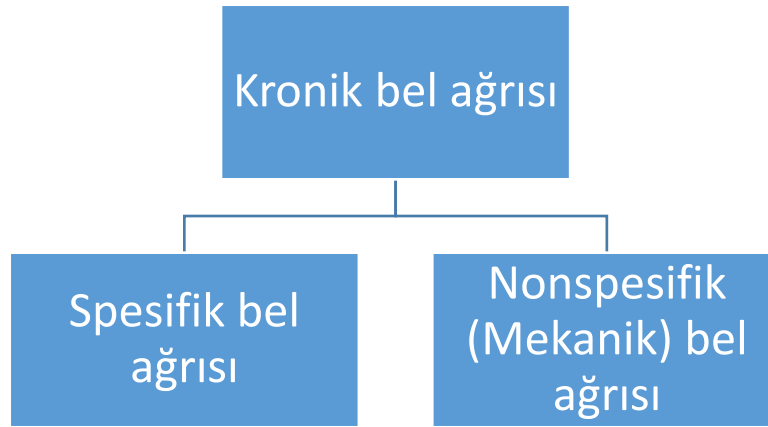 Kronik bel ağrısı
Spesifik bel
ağrısı
Nonspesifik
(Mekanik) bel
ağrısı